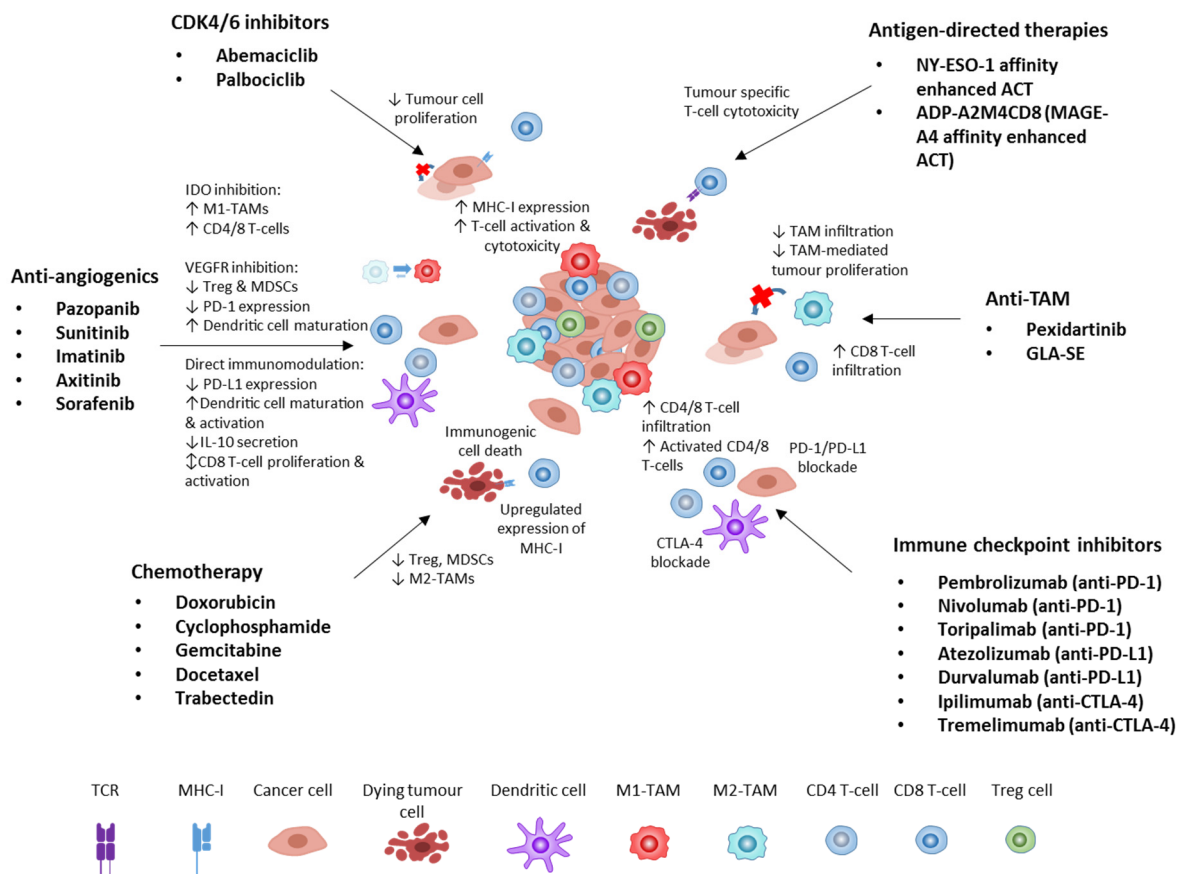 CDK4/6 inhibitors
• Abemaciclib
• Palbociclib
↓ Tumour cell
proliferation
Antigen-directed therapies
• NY-ESO-1 affinity
enhanced ACT
• ADP-A2M4CD8 (MAGE-
A4 affinity enhanced
ACT)
Tumour specific
T-cell cytotoxicity
IDO inhibition:
↑ M1-TAMs
↑ CD4/8 T-cells
↑ MHC-I expression
↑ T-cell activation &
cytotoxicity
↓ TAM infiltration
↓ TAM-mediated
tumour proliferation
Anti-angiogenics
• Pazopanib
• Sunitinib
• Imatinib
• Axitinib
• Sorafenib
VEGFR inhibition:
↓ Treg & MDSCs
↓ PD-1 expression
↑ Dendritic cell maturation
Direct immunomodulation:
↓ PD-L1 expression
↑Dendritic cell maturation
& activation
↓IL-10 secretion
↕CD8 T-cell proliferation &
activation
Anti-TAM
• Pexidartinib
• GLA-SE
↑ CD8 T-cell
infiltration
↑ CD4/8 T-cell
infiltration
↑ Activated CD4/8
T-cells
PD-1/PD-L1
blockade
CTLA-4
blockade
Immunogenic
cell death
Upregulated
expression of
MHC-I
↓ Treg, MDSCs
↓ M2-TAMs
Chemotherapy
• Doxorubicin
• Cyclophosphamide
• Gemcitabine
• Docetaxel
• Trabectedin
Immune checkpoint inhibitors
• Pembrolizumab (anti-PD-1)
• Nivolumab (anti-PD-1)
• Toripalimab (anti-PD-1)
• Atezolizumab (anti-PD-L1)
• Durvalumab (anti-PD-L1)
• Ipilimumab (anti-CTLA-4)
• Tremelimumab (anti-CTLA-4)
TCR
MHC-I
Cancer cell
Dying tumour
cell
Dendritic cell
M1-TAM
M2-TAM
CD4 T-cell
CD8 T-cell
Treg cell